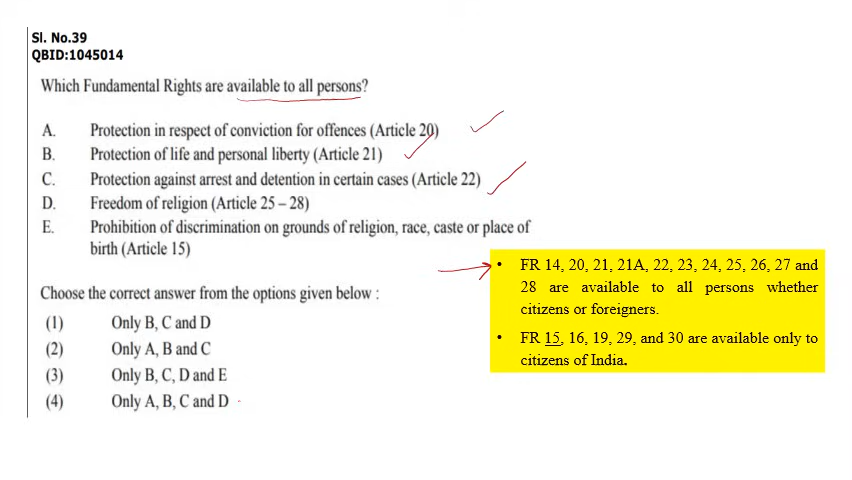 Sl. No.39
QBID:1045014
Which Fundamental Rights are available to all persons?
A. Protection in respect of conviction for offences (Article 20)
B. Protection of life and personal liberty (Article 21)
C. Protection against arrest and detention in certain cases (Article 22)
D. Freedom of religion (Article 25 – 28)
E. Prohibition of discrimination on grounds of religion, race, caste or place of
birth (Article 15)
Choose the correct answer from the options given below :
(1) Only B, C and D
(2) Only A, B and C
(3) Only B, C, D and E
(4) Only A, B, C and D
• FR 14, 20, 21, 21A, 22, 23, 24, 25, 26, 27 and
28 are available to all persons whether
citizens or foreigners.
• FR 15, 16, 19, 29, and 30 are available only to
citizens of India.